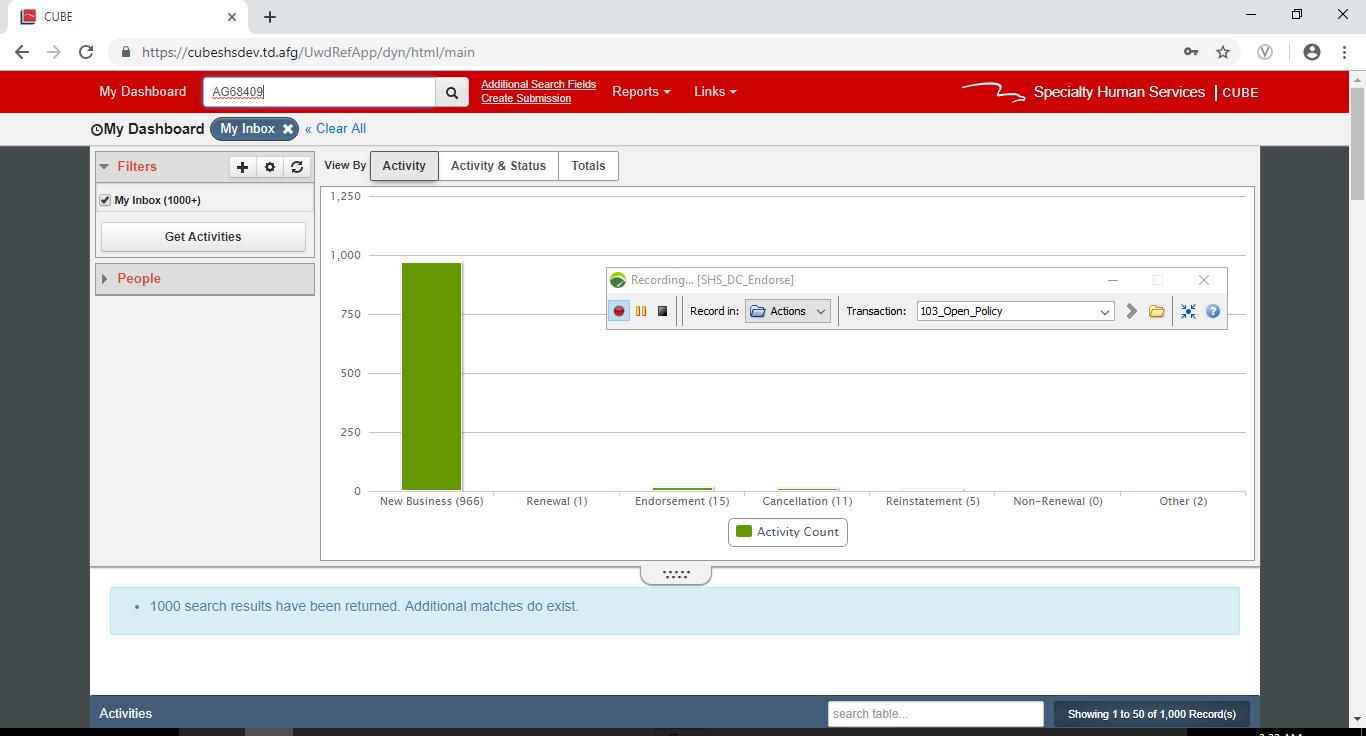 CUBE
https://cubeshsdev.td.afg/UwdRefApp/dyn/html/main
My Dashboard
AG68409
Additional Search Fields
Create Submission
Reports
Links
Specialty Human Services | CUBE
My Dashboard
My Inbox
« Clear All
Filters
My Inbox (1000+)
Get Activities
People
View By
Activity
Activity & Status
Totals
1,250
1,000
750
500
250
0
Recording... [SHS_DC_Endorse]
Record in:
Actions
Transaction:
103_Open_Policy
New Business (966)
Renewal (1)
Endorsement (15)
Cancellation (11)
Reinstatement (5)
Non-Renewal (0)
Other (2)
Activity Count
• 1000 search results have been returned. Additional matches do exist.
Activities
search table...
Showing 1 to 50 of 1,000 Record(s)